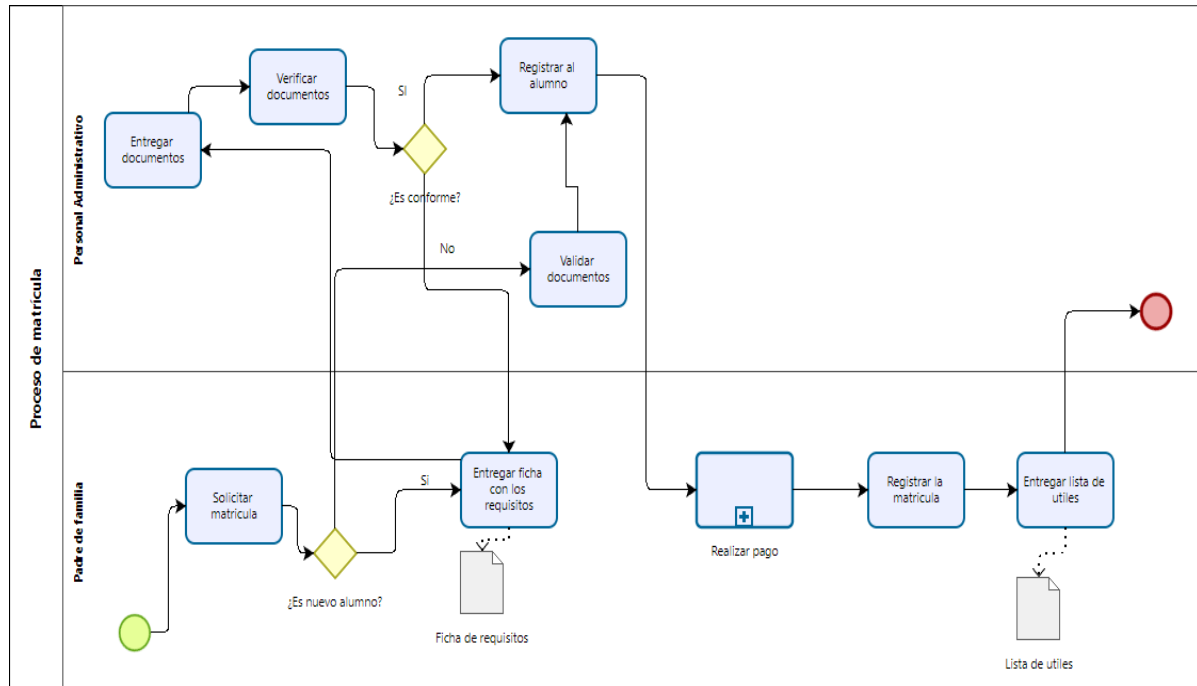 Proceso de matrícula
Personal Administrativo
Verificar
documentos
SI
Registrar al
alumno
Entregar
documentos
¿Es conforme?
No
Validar
documentos
Padre de familia
Solicitar
matricula
¿Es nuevo alumno?
Si
Entregar ficha
con los
requisitos
Ficha de requisitos
Realizar pago
Registrar la
matricula
Entregar lista de
utiles
Lista de utiles